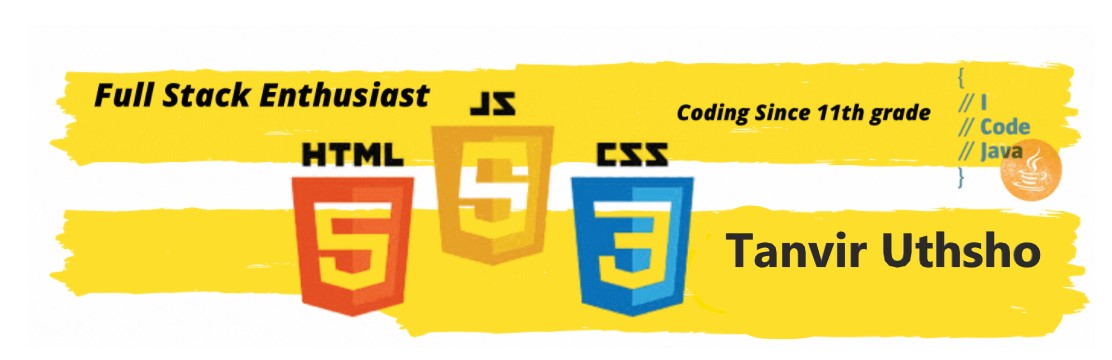 Full Stack Enthusiast
JS
Coding Since 11th grade
{
// I
// Code
// Java
}
HTML
5
5
CSS
3
Tanvir Uthsho